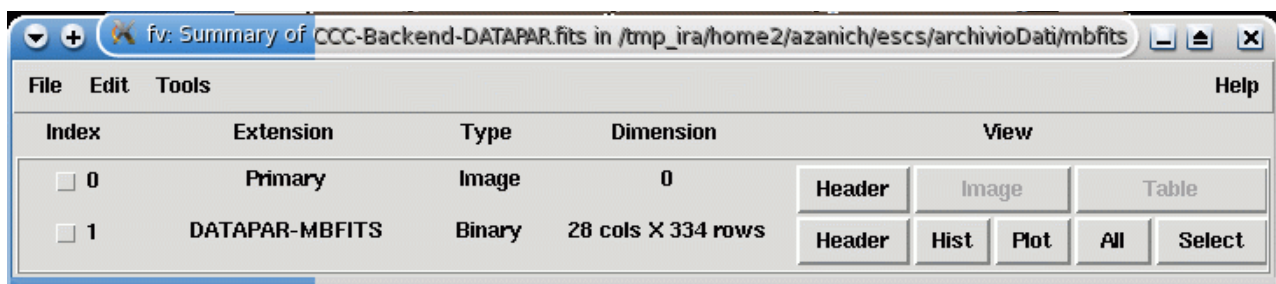 fv: Summary of CCC-Backend-DATAPAR.fits in /tmp_ira/home2/azanich/escs/archivioDati/mbfits
File Edit Tools Help
Index Extension Type Dimension View
0 Primary Image 0 Header Image Table
1 DATAPAR-MBFITS Binary 28 cols X 334 rows Header Hist Plot All Select